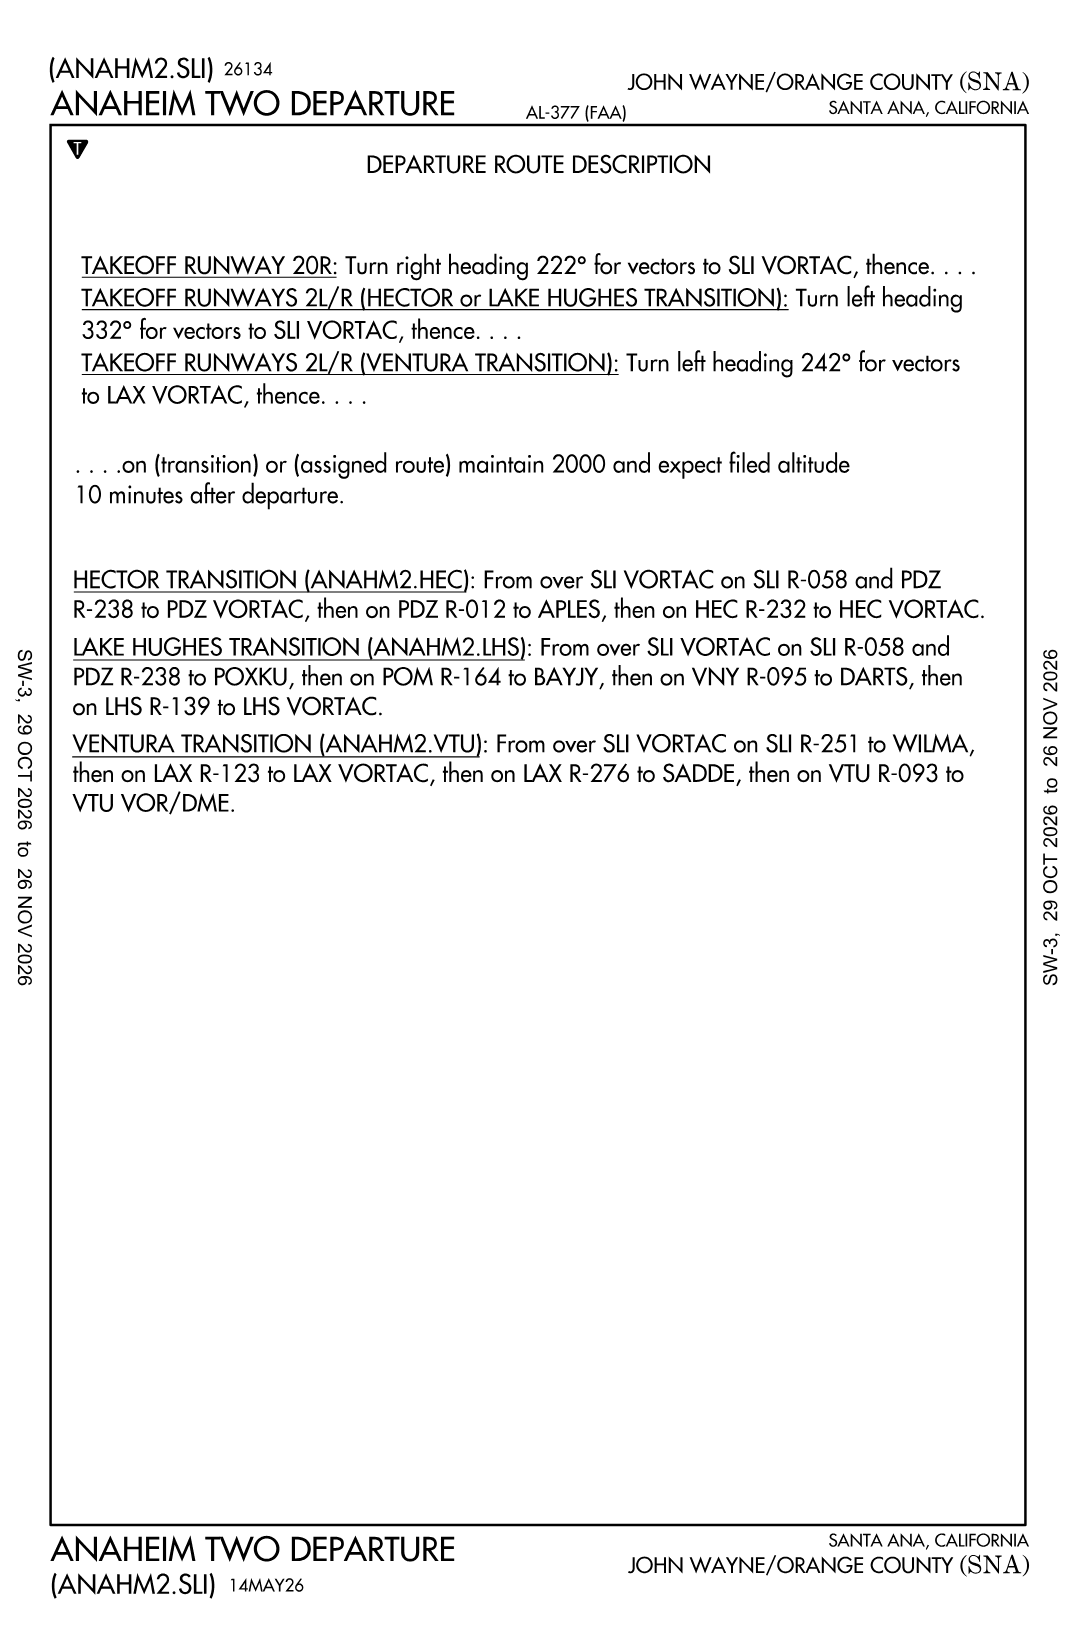 (ANAHM2.SLI) 26134
ANAHEIM TWO DEPARTURE
AL-377 (FAA)
JOHN WAYNE/ORANGE COUNTY (SNA)
SANTA ANA, CALIFORNIA
T
DEPARTURE ROUTE DESCRIPTION
TAKEOFF RUNWAY 20R: Turn right heading 222° for vectors to SLI VORTAC, thence. . . .
TAKEOFF RUNWAYS 2L/R (HECTOR or LAKE HUGHES TRANSITION): Turn left heading
332° for vectors to SLI VORTAC, thence. . . .
TAKEOFF RUNWAYS 2L/R (VENTURA TRANSITION): Turn left heading 242° for vectors
to LAX VORTAC, thence. . . .
. . . .on (transition) or (assigned route) maintain 2000 and expect filed altitude
10 minutes after departure.
HECTOR TRANSITION (ANAHM2.HEC): From over SLI VORTAC on SLI R-058 and PDZ
R-238 to PDZ VORTAC, then on PDZ R-012 to APLES, then on HEC R-232 to HEC VORTAC.
LAKE HUGHES TRANSITION (ANAHM2.LHS): From over SLI VORTAC on SLI R-058 and
PDZ R-238 to POXKU, then on POM R-164 to BAYJY, then on VNY R-095 to DARTS, then
on LHS R-139 to LHS VORTAC.
VENTURA TRANSITION (ANAHM2.VTU): From over SLI VORTAC on SLI R-251 to WILMA,
then on LAX R-123 to LAX VORTAC, then on LAX R-276 to SADDE, then on VTU R-093 to
VTU VOR/DME.
SW-3, 29 OCT 2026 to 26 NOV 2026
SW-3, 29 OCT 2026 to 26 NOV 2026
ANAHEIM TWO DEPARTURE
(ANAHM2.SLI) 14MAY26
SANTA ANA, CALIFORNIA
JOHN WAYNE/ORANGE COUNTY (SNA)